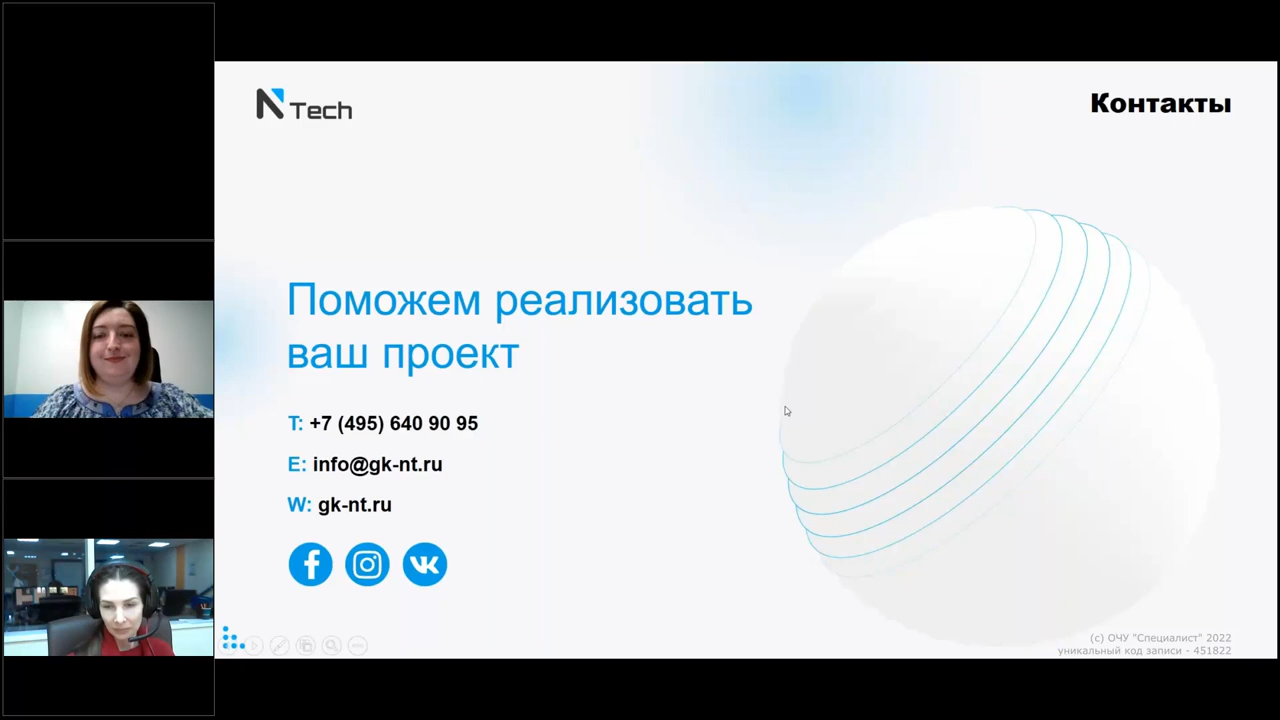 N Tech
Контакты
Поможем реализовать
ваш проект
T: +7 (495) 640 90 95
E: info@gk-nt.ru
W: gk-nt.ru
(с) ОЧУ "Специалист" 2022
уникальный код записи - 451822